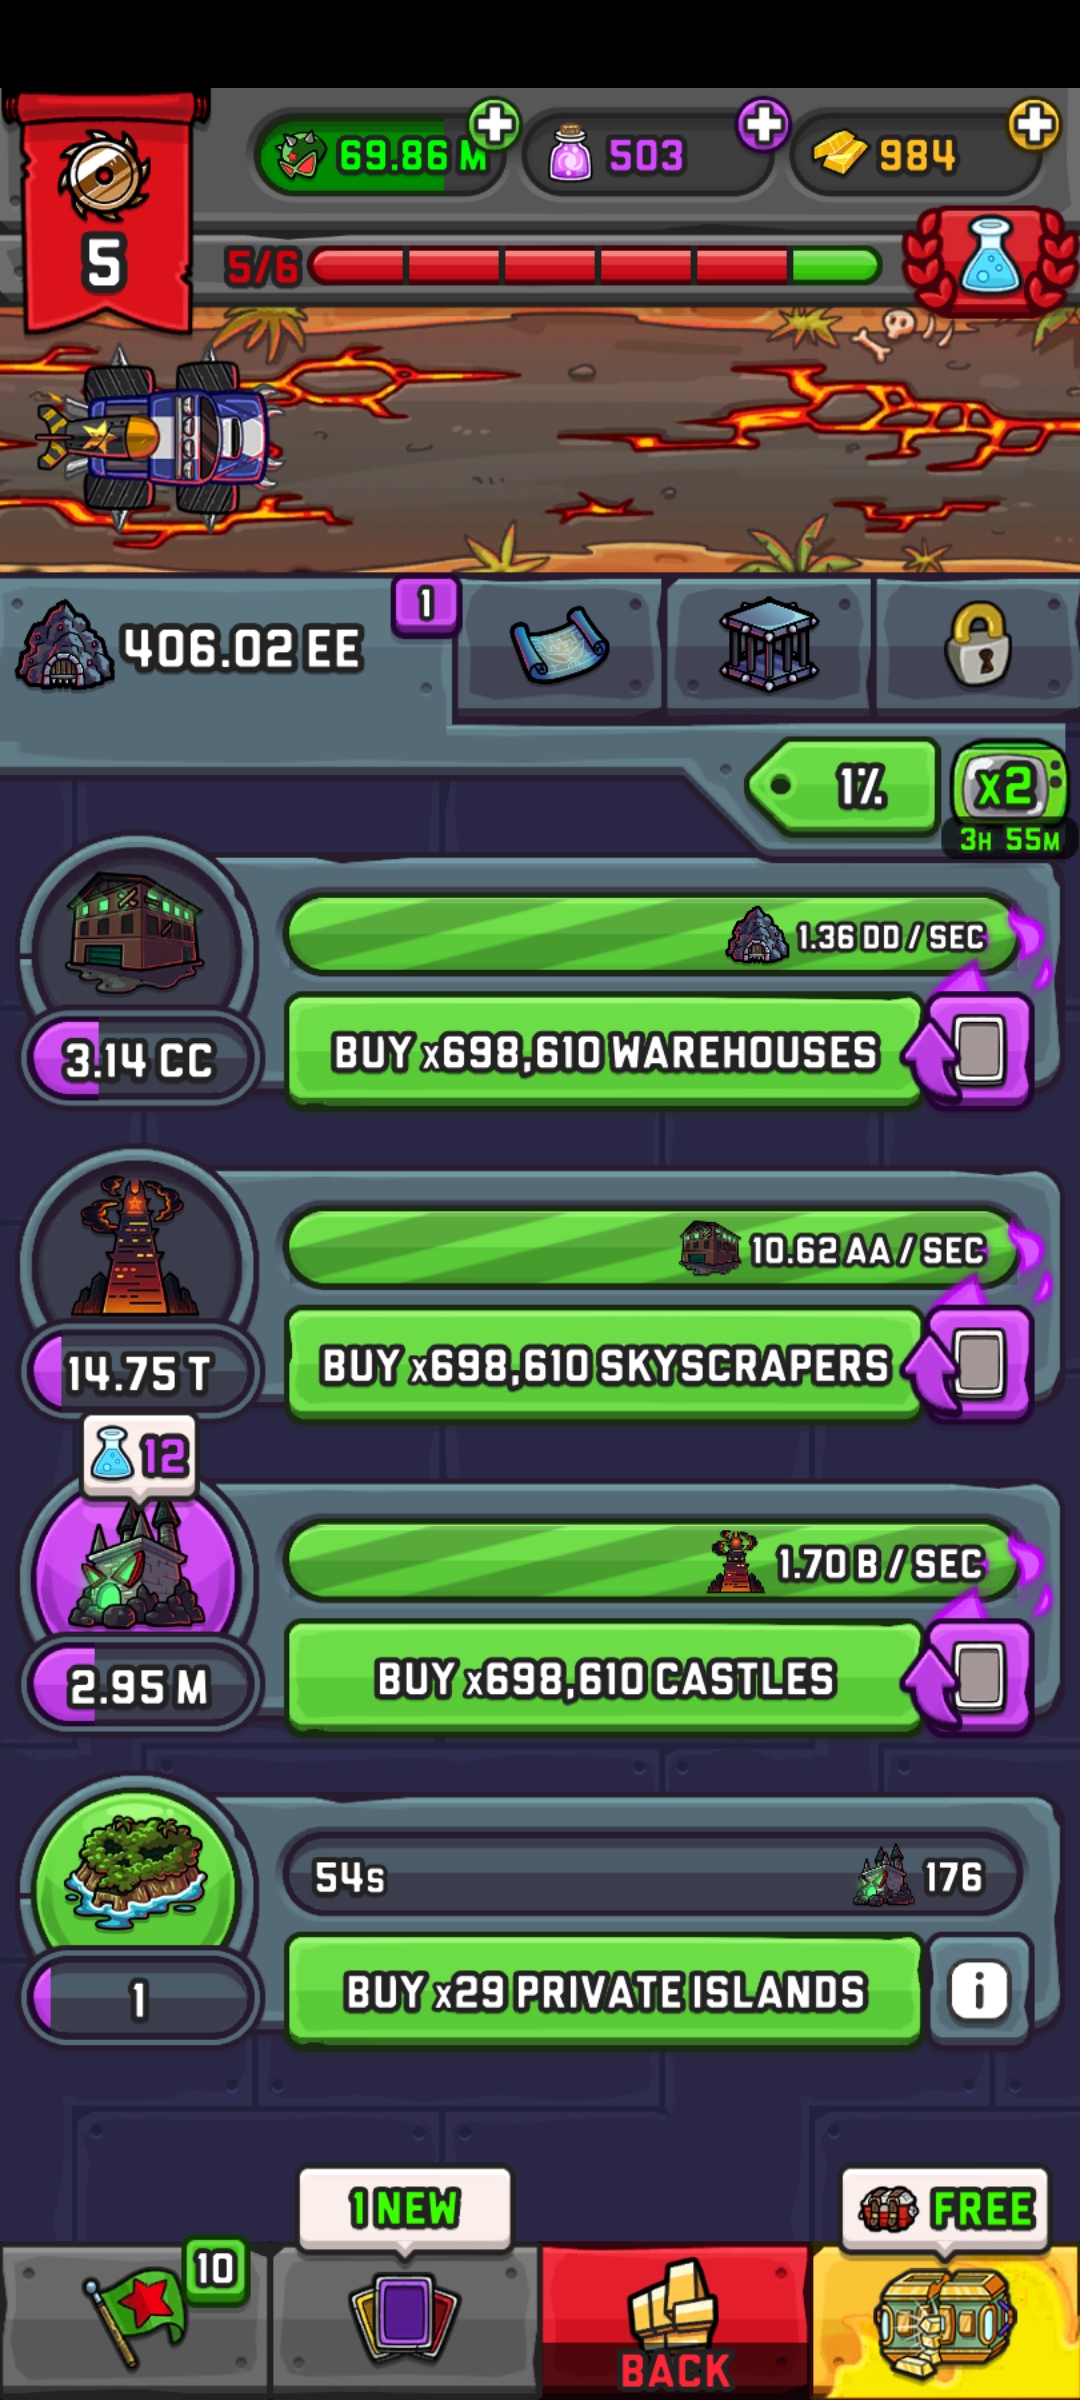 69.86 M
503
984
5
5/6
406.02 EE
1
1%
x2
3H 55M
1.36 DD / SEC
3.14 CC
BUY x698,610 WAREHOUSES
10.62 AA / SEC
14.75 T
BUY x698,610 SKYSCRAPERS
12
1.70 B / SEC
2.95 M
BUY x698,610 CASTLES
54s
176
1
BUY x29 PRIVATE ISLANDS
i
1 NEW
FREE
10
BACK